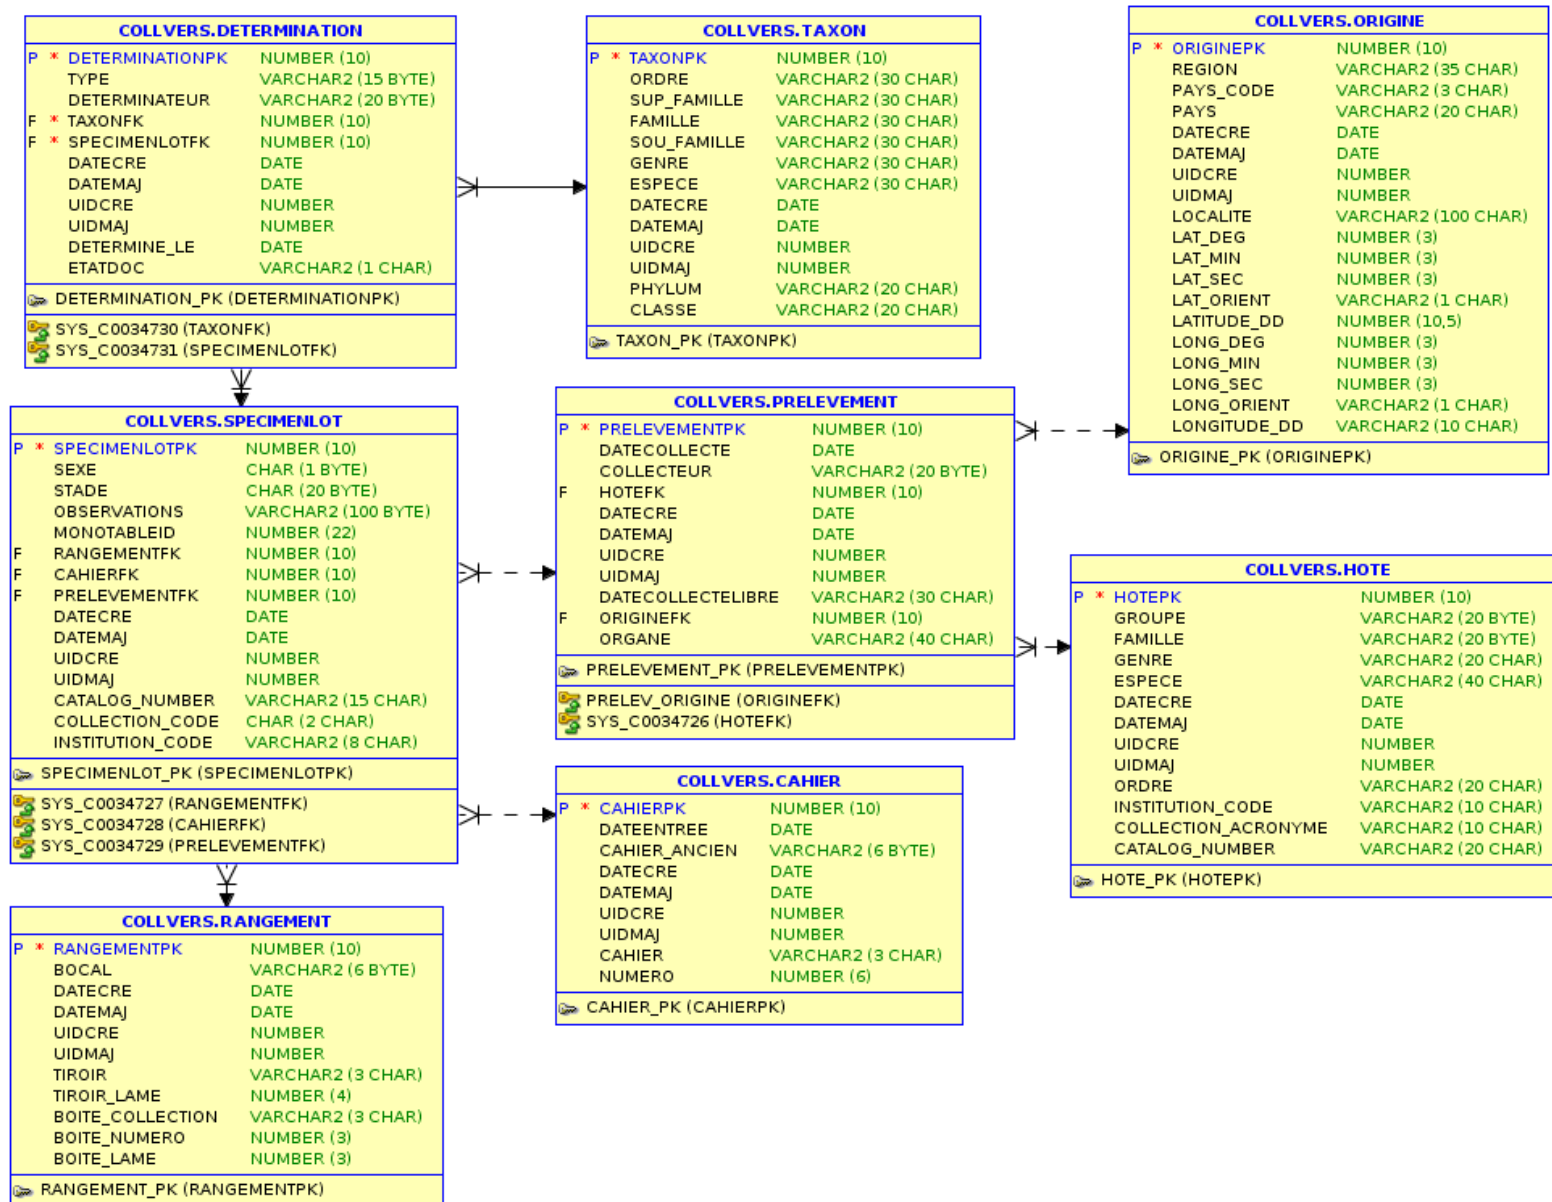 COLLVERS.DETERMINATION
P * DETERMINATIONPK NUMBER (10)
TYPE VARCHAR2 (15 BYTE)
DETERMINATEUR VARCHAR2 (20 BYTE)
F * TAXONFK NUMBER (10)
F * SPECIMENLOTFK NUMBER (10)
DATECRE DATE
DATEMAJ DATE
UIDCRE NUMBER
UIDMAJ NUMBER
DETERMINE_LE DATE
ETATDOC VARCHAR2 (1 CHAR)
DETERMINATION_PK (DETERMINATIONPK)
SYS_C0034730 (TAXONFK)
SYS_C0034731 (SPECIMENLOTFK)
COLLVERS.TAXON
P * TAXONPK NUMBER (10)
ORDRE VARCHAR2 (30 CHAR)
SUP_FAMILLE VARCHAR2 (30 CHAR)
FAMILLE VARCHAR2 (30 CHAR)
SOU_FAMILLE VARCHAR2 (30 CHAR)
GENRE VARCHAR2 (30 CHAR)
ESPECE VARCHAR2 (30 CHAR)
DATECRE DATE
DATEMAJ DATE
UIDCRE NUMBER
UIDMAJ NUMBER
PHYLUM VARCHAR2 (20 CHAR)
CLASSE VARCHAR2 (20 CHAR)
TAXON_PK (TAXONPK)
COLLVERS.ORIGINE
P * ORIGINEPK NUMBER (10)
REGION VARCHAR2 (35 CHAR)
PAYS_CODE VARCHAR2 (3 CHAR)
PAYS VARCHAR2 (20 CHAR)
DATECRE DATE
DATEMAJ DATE
UIDCRE NUMBER
UIDMAJ NUMBER
LOCALITE VARCHAR2 (100 CHAR)
LAT_DEG NUMBER (3)
LAT_MIN NUMBER (3)
LAT_SEC NUMBER (3)
LAT_ORIENT VARCHAR2 (1 CHAR)
LATITUDE_DD NUMBER (10,5)
LONG_DEG NUMBER (3)
LONG_MIN NUMBER (3)
LONG_SEC NUMBER (3)
LONG_ORIENT VARCHAR2 (1 CHAR)
LONGITUDE_DD VARCHAR2 (10 CHAR)
ORIGINE_PK (ORIGINEPK)
COLLVERS.SPECIMENLOT
P * SPECIMENLOTPK NUMBER (10)
SEXE CHAR (1 BYTE)
STADE CHAR (20 BYTE)
OBSERVATIONS VARCHAR2 (100 BYTE)
MONOTABLEID NUMBER (22)
F RANGEMENTFK NUMBER (10)
F CAHIERFK NUMBER (10)
F PRELEVEMENTFK NUMBER (10)
DATECRE DATE
DATEMAJ DATE
UIDCRE NUMBER
UIDMAJ NUMBER
CATALOG_NUMBER VARCHAR2 (15 CHAR)
COLLECTION_CODE CHAR (2 CHAR)
INSTITUTION_CODE VARCHAR2 (8 CHAR)
SPECIMENLOT_PK (SPECIMENLOTPK)
SYS_C0034727 (RANGEMENTFK)
SYS_C0034728 (CAHIERFK)
SYS_C0034729 (PRELEVEMENTFK)
COLLVERS.PRELEVEMENT
P * PRELEVEMENTPK NUMBER (10)
DATECOLLECTE DATE
COLLECTEUR VARCHAR2 (20 BYTE)
F HOTEFK NUMBER (10)
DATECRE DATE
DATEMAJ DATE
UIDCRE NUMBER
UIDMAJ NUMBER
DATECOLLECTELIBRE VARCHAR2 (30 CHAR)
F ORIGINEFK NUMBER (10)
ORGANE VARCHAR2 (40 CHAR)
PRELEVEMENT_PK (PRELEVEMENTPK)
PRELEV_ORIGINE (ORIGINEFK)
SYS_C0034726 (HOTEFK)
COLLVERS.HOTE
P * HOTEPK NUMBER (10)
GROUPE VARCHAR2 (20 BYTE)
FAMILLE VARCHAR2 (20 BYTE)
GENRE VARCHAR2 (20 CHAR)
ESPECE VARCHAR2 (40 CHAR)
DATECRE DATE
DATEMAJ DATE
UIDCRE NUMBER
UIDMAJ NUMBER
ORDRE VARCHAR2 (20 CHAR)
INSTITUTION_CODE VARCHAR2 (10 CHAR)
COLLECTION_ACRONYME VARCHAR2 (10 CHAR)
CATALOG_NUMBER VARCHAR2 (20 CHAR)
HOTE_PK (HOTEPK)
COLLVERS.CAHIER
P * CAHIERPK NUMBER (10)
DATEENTREE DATE
CAHIER_ANCIEN VARCHAR2 (6 BYTE)
DATECRE DATE
DATEMAJ DATE
UIDCRE NUMBER
UIDMAJ NUMBER
CAHIER VARCHAR2 (3 CHAR)
NUMERO NUMBER (6)
CAHIER_PK (CAHIERPK)
COLLVERS.RANGEMENT
P * RANGEMENTPK NUMBER (10)
BOCAL VARCHAR2 (6 BYTE)
DATECRE DATE
DATEMAJ DATE
UIDCRE NUMBER
UIDMAJ NUMBER
TIROIR VARCHAR2 (3 CHAR)
TIROIR_LAME NUMBER (4)
BOITE_COLLECTION VARCHAR2 (3 CHAR)
BOITE_NUMERO NUMBER (3)
BOITE_LAME NUMBER (3)
RANGEMENT_PK (RANGEMENTPK)